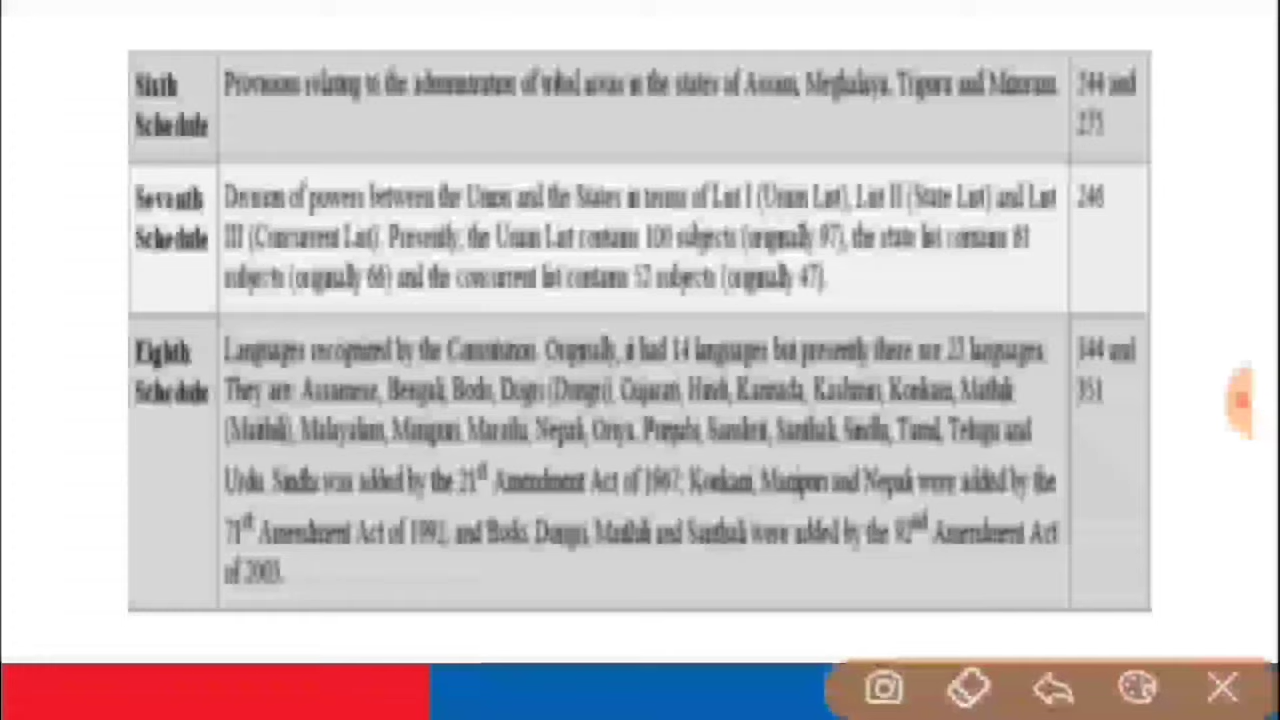 Sixth Schedule
Provisions relating to the administration of tribal areas in the states of Assam, Meghalaya, Tripura and Mizoram.
244 and 275
Seventh Schedule
Division of powers between the Union and the States in terms of List I (Union List), List II (State List) and List
III (Concurrent List). Presently, the Union List contains 100 subjects (originally 97), the state list contains 61
subjects (originally 66) and the concurrent list contains 52 subjects (originally 47).
246
Eighth Schedule
Languages recognized by the Constitution. Originally, it had 14 languages but presently there are 22 languages.
They are: Assamese, Bengali, Bodo, Dogri (Dongri), Gujarati, Hindi, Kannada, Kashmiri, Konkani, Mathili
(Maithili), Malayalam, Manipuri, Marathi, Nepali, Oriya, Punjabi, Sanskrit, Santhali, Sindhi, Tamil, Telugu and
Urdu. Sindhi was added by the 21st Amendment Act of 1967; Konkani, Manipuri and Nepali were added by the
71st Amendment Act of 1992; and Bodo, Dongri, Maithili and Santhali were added by the 92nd Amendment Act
of 2003.
344 and 351